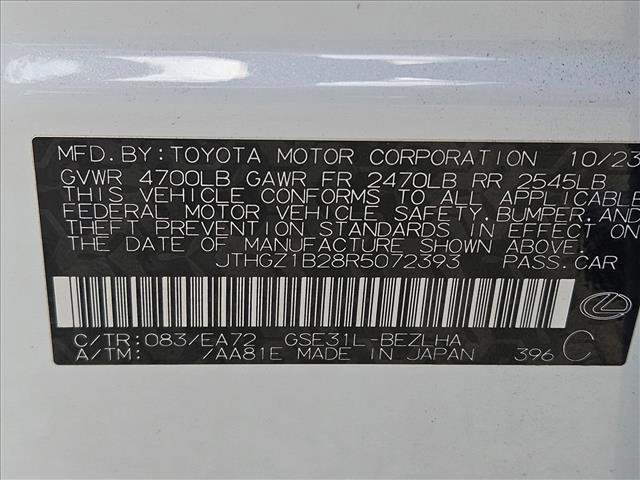 MFD. BY: TOYOTA MOTOR CORPORATION 10/23
GVWR 4700LB GAWR FR 2470LB RR 2545LB
THIS VEHICLE CONFORMS TO ALL APPLICABLE
FEDERAL MOTOR VEHICLE SAFETY, BUMPER, AND
THEFT PREVENTION STANDARDS IN EFFECT ON
THE DATE OF MANUFACTURE SHOWN ABOVE.
JTHGZ1B28R5072393 PASS. CAR
C/TR: 083/EA72 GSE31L-BEZLHA
A/TM: /AA81E MADE IN JAPAN 396 C